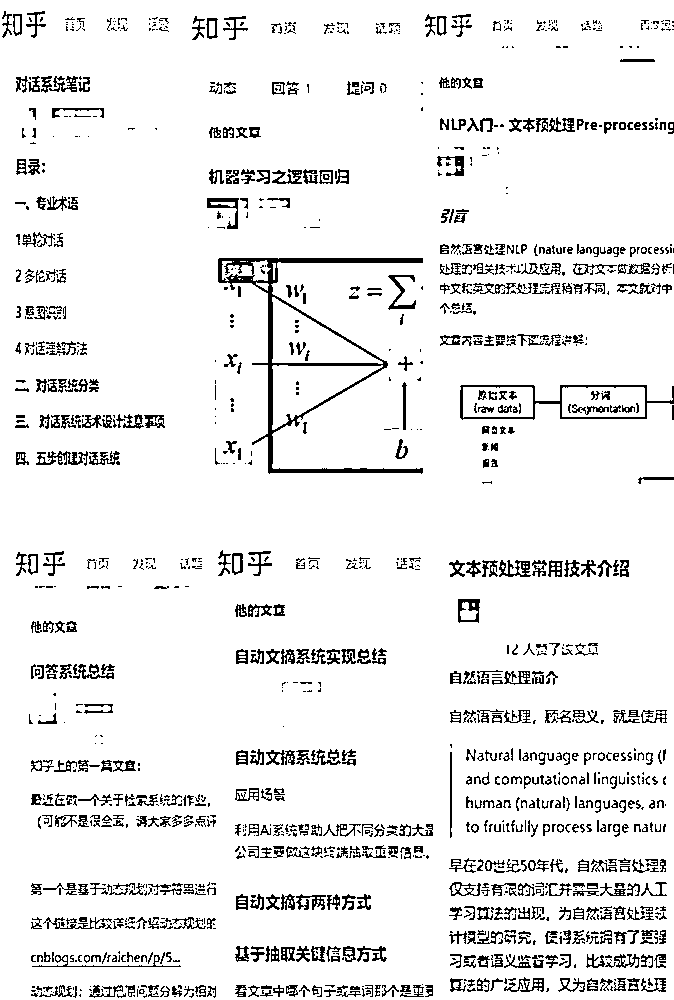 知乎 首页 发现 话题
对话系统笔记
目录：
一、专业术语
1单轮对话
2 多伦对话
3 意图识别
4 对话理解方法
二、对话系统分类
三、对话系统话术设计注意事项
四、五步创建对话系统
知乎 首页 发现 话题
动态 回答 1 提问 0
他的文章
机器学习之逻辑回归
x₁ w₁ z = ∑
i
⋮ ⋮
xᵢ wᵢ +
⋮ ⋮
x₁ w₁ b
知乎 首页 发现 话题
他的文章
NLP入门-- 文本预处理Pre-processing
引言
自然语言处理NLP（nature language processi
处理的相关技术以及应用。在对文本做数据分析
中文和英文的预处理流程稍有不同，本文就对中
个总结。
文章内容主要按下面流程讲解：
原始文本
(raw data)
分词
(Segmentation)
知乎 首页 发现 话题
他的文章
问答系统总结
知乎上的第一篇文章：
最近在做一个关于检索系统的作业，
（可能不是很全面，请大家多多点评
第一个是基于动态规划对字符串进行
这个链接是比较详细介绍动态规划的
cnblogs.com/raichen/p/5...
动态规划：通过把原问题分解为相对
知乎 首页 发现 话题
他的文章
自动文摘系统实现总结
自动文摘系统总结
应用场景
利用AI系统帮助人把不同分类的大量
公司主要做这块终端抽取重要信息。
自动文摘有两种方式
基于抽取关键信息方式
看文章中哪个句子或单词那个是重要
文本预处理常用技术介绍
12 人赞了该文章
自然语言处理简介
自然语言处理，顾名思义，就是使用
Natural language processing (
and computational linguistics
human (natural) languages, an
to fruitfully process large natur
早在20世纪50年代，自然语言处理
仅支持有限的词汇并需要大量的人工
学习算法的出现，为自然语言处理领
计模型的研究，使得系统拥有了更强
习或者语义监督学习，比较成功的使
算法的广泛应用，又为自然语言处理